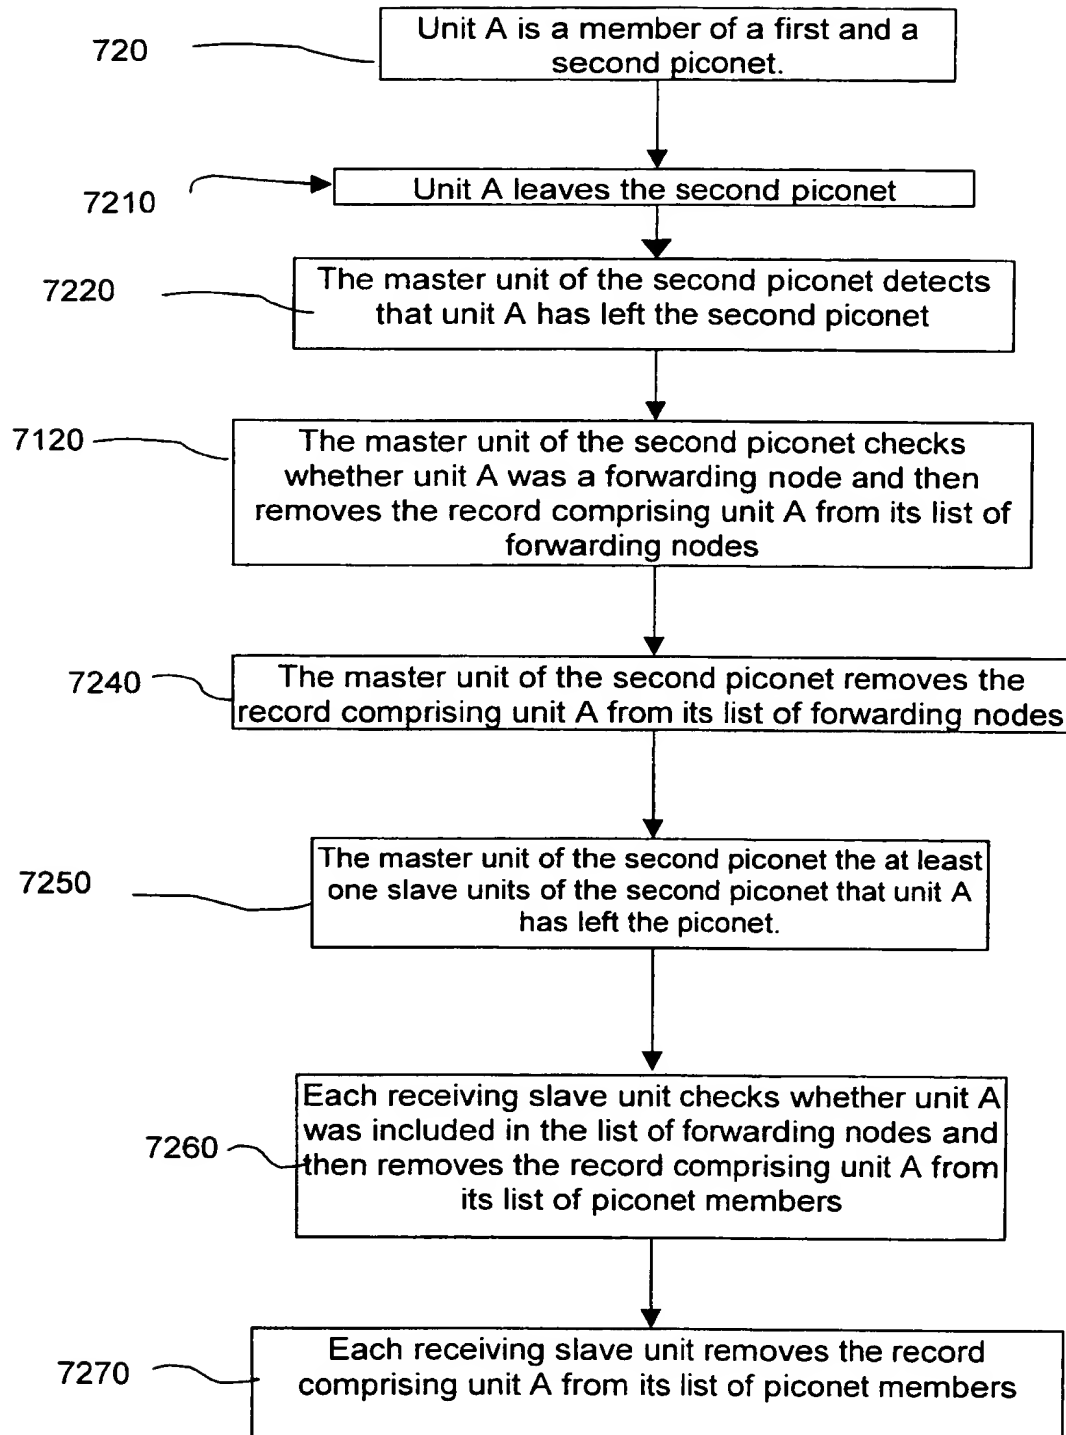 720
Unit A is a member of a first and a
second piconet.
7210
Unit A leaves the second piconet
7220
The master unit of the second piconet detects
that unit A has left the second piconet
7120
The master unit of the second piconet checks
whether unit A was a forwarding node and then
removes the record comprising unit A from its list of
forwarding nodes
7240
The master unit of the second piconet removes the
record comprising unit A from its list of forwarding nodes
7250
The master unit of the second piconet the at least
one slave units of the second piconet that unit A
has left the piconet.
7260
Each receiving slave unit checks whether unit A
was included in the list of forwarding nodes and
then removes the record comprising unit A from
its list of piconet members
7270
Each receiving slave unit removes the record
comprising unit A from its list of piconet members